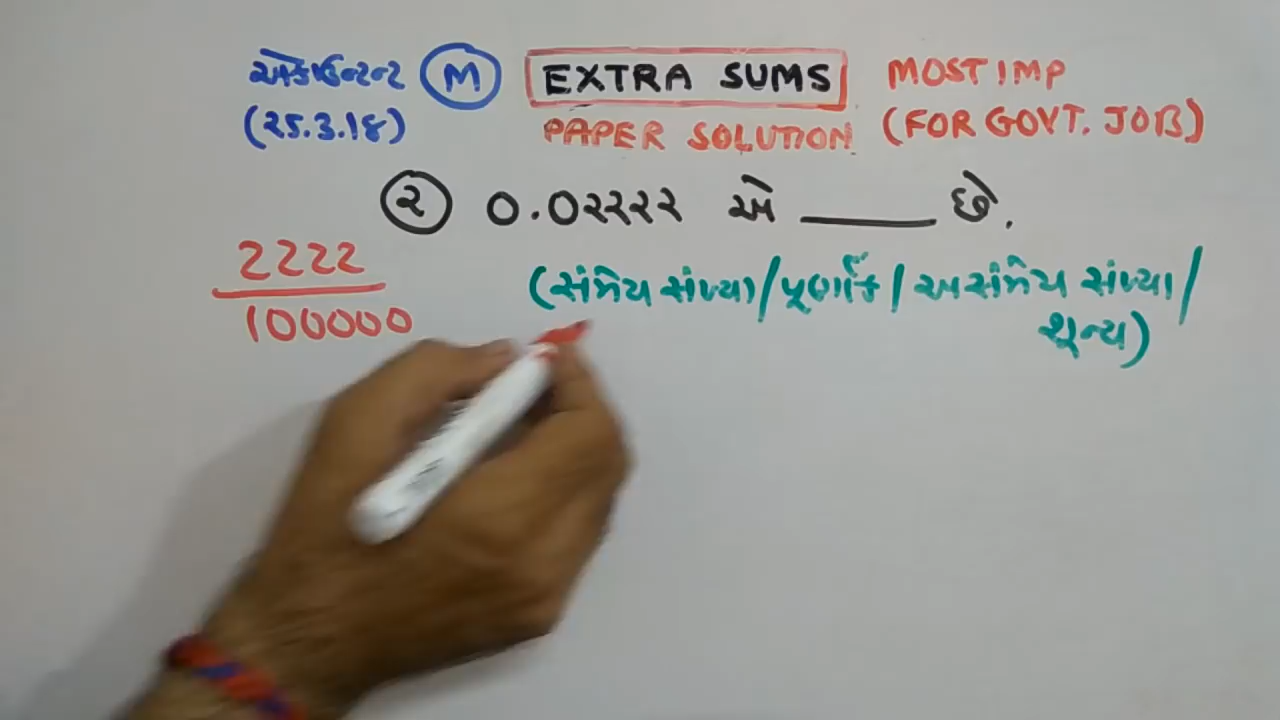 એકાઉન્ટન્ટ M EXTRA SUMS MOST IMP
(૨૫.૩.૧૮) PAPER SOLUTION (FOR GOVT. JOB)
૨ ૦.૦૨૨૨૨ એ _____ છે.
2222
100000
(સંમેય સંખ્યા / પૂર્ણાંક / અસંમેય સંખ્યા /
શૂન્ય)